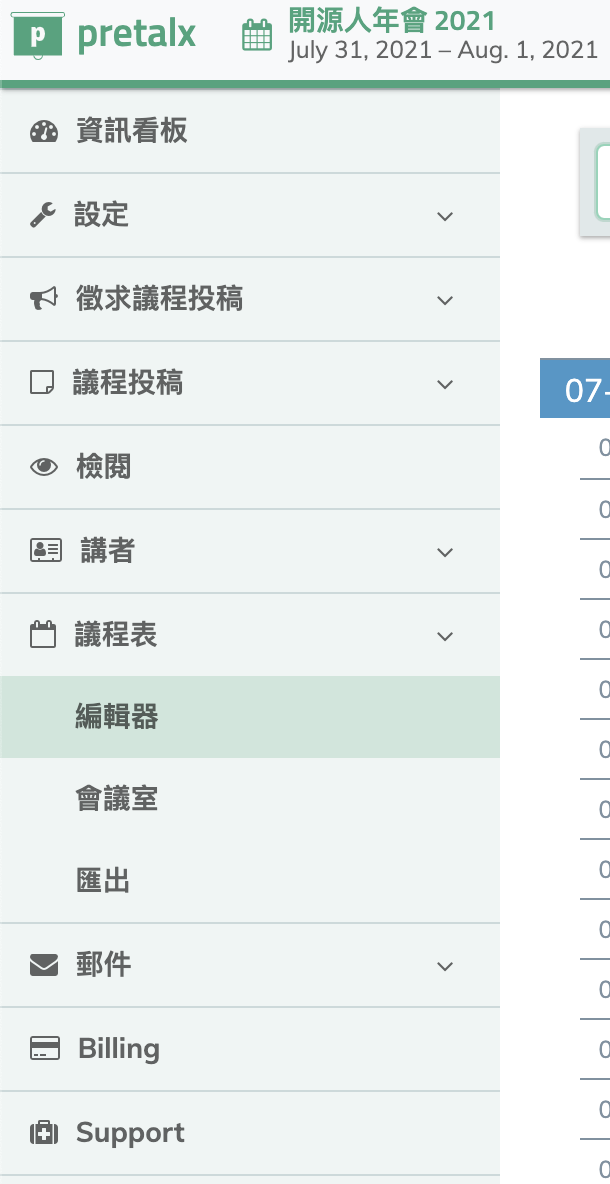 p pretalx
開源人年會 2021
July 31, 2021 – Aug. 1, 2021
資訊看板
設定
徵求議程投稿
議程投稿
檢閱
講者
議程表
編輯器
會議室
匯出
郵件
Billing
Support
07-
0
0
0
0
0
0
0
0
0
0
0
0
0